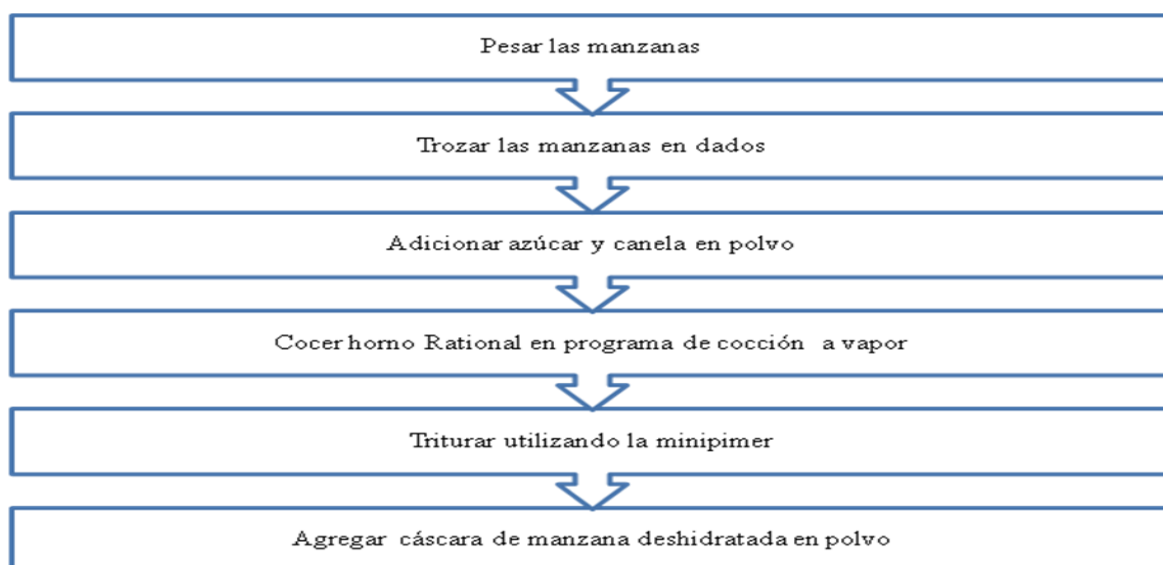 Pesar las manzanas
Trozar las manzanas en dados
Adicionar azúcar y canela en polvo
Cocer horno Rational en programa de cocción a vapor
Triturar utilizando la minipimer
Agregar cáscara de manzana deshidratada en polvo